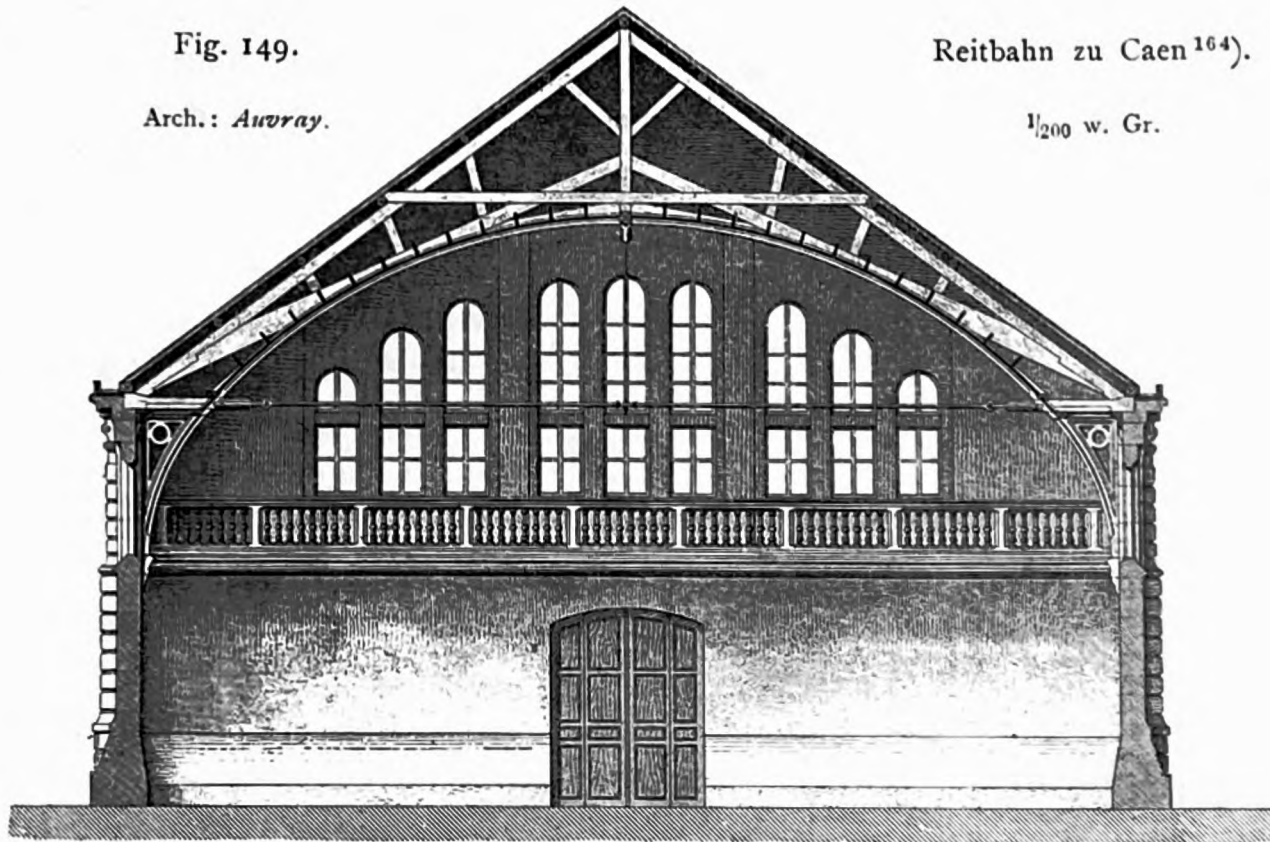 Fig. 149.
Reitbahn zu Caen ¹⁶⁴).
Arch.: Auvray.
1/200 w. Gr.